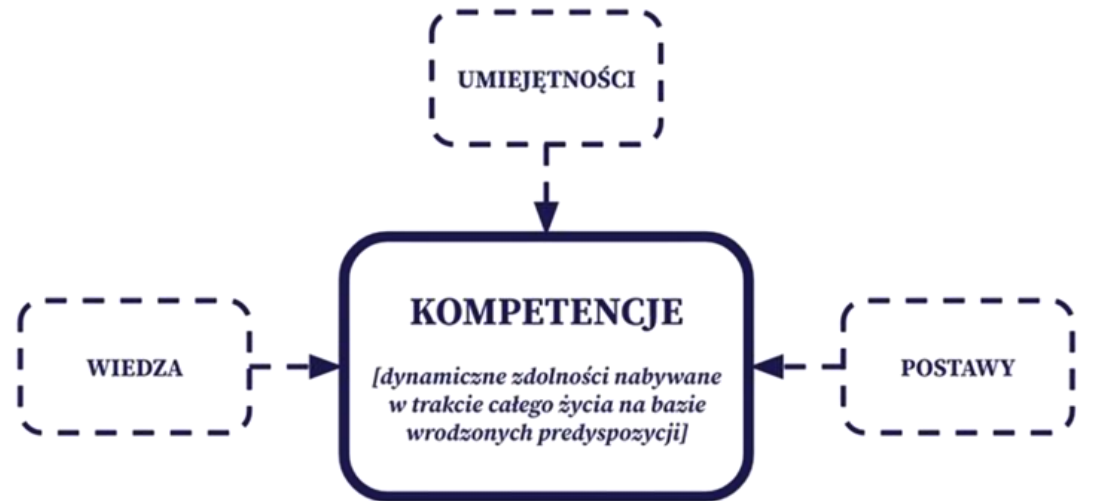 UMIEJĘTNOŚCI
WIEDZA
KOMPETENCJE
[dynamiczne zdolności nabywane
w trakcie całego życia na bazie
wrodzonych predyspozycji]
POSTAWY